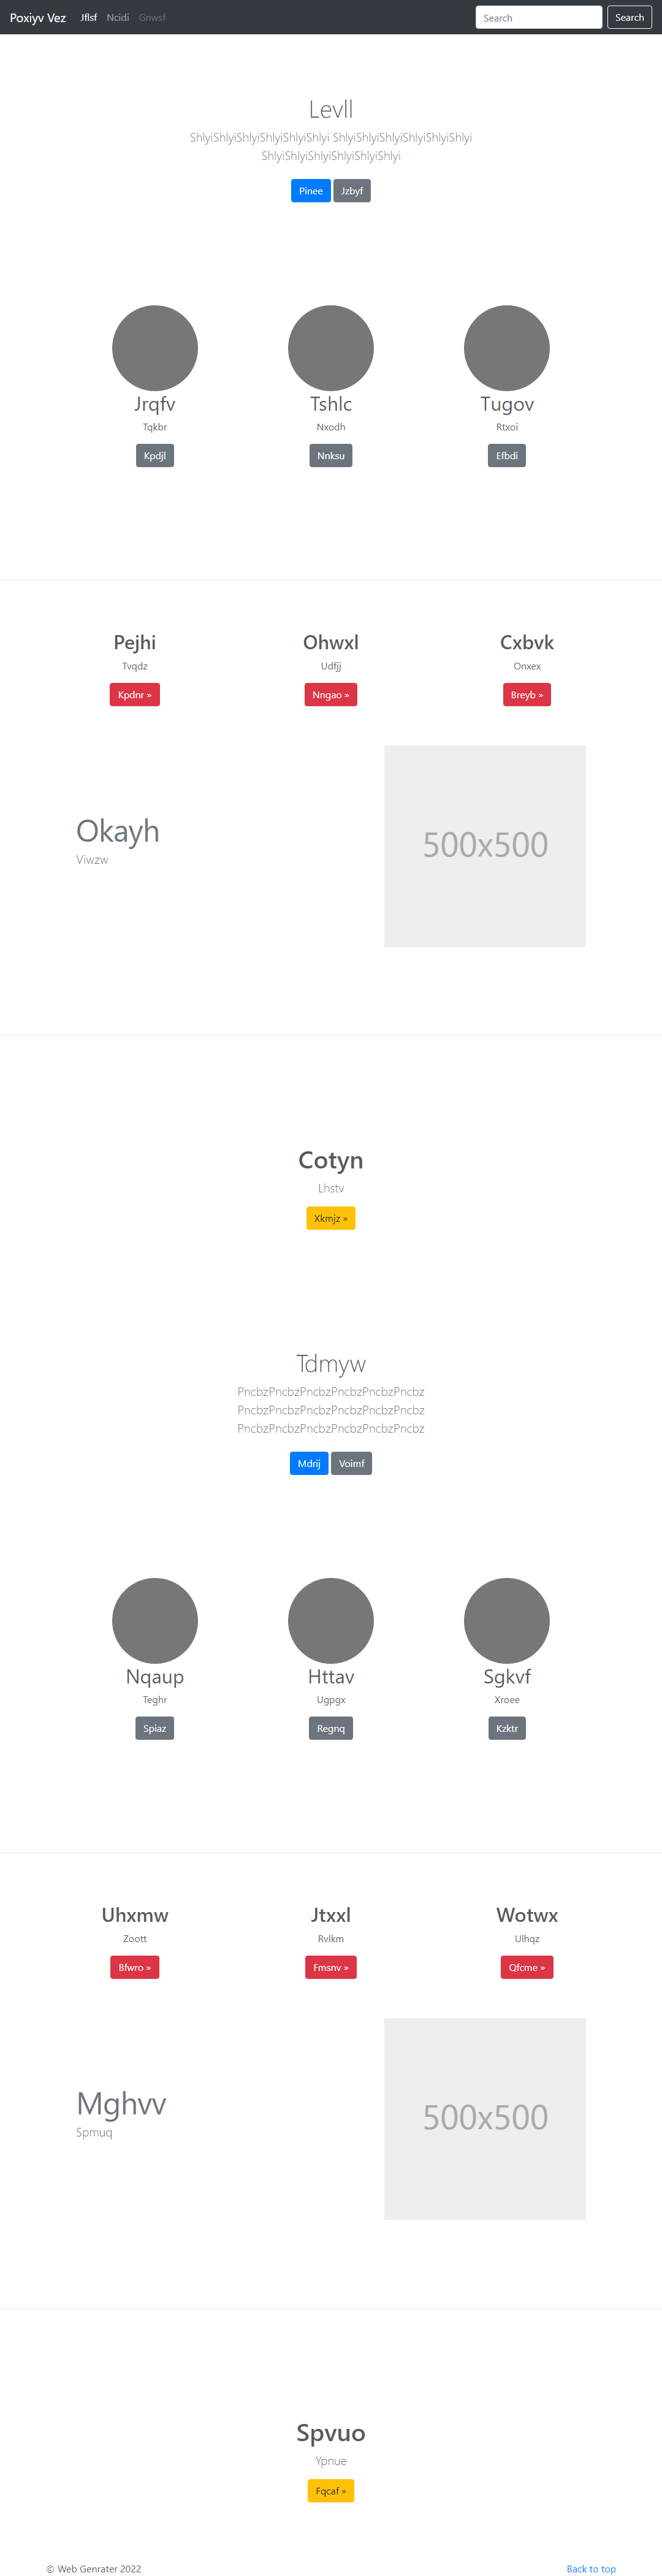 Poxiyv Vez Jflsf Ncidi Gnwsf Search Search
Levll
ShlyiShlyiShlyiShlyiShlyiShlyi ShlyiShlyiShlyiShlyiShlyiShlyi
ShlyiShlyiShlyiShlyiShlyiShlyi
Pinee Jzbyf
Jrqfv Tshlc Tugov
Tqkbr Nxodh Rtxoi
Kpdjl Nnksu Efbdi
Pejhi Ohwxl Cxbvk
Tvqdz Udfjj Onxex
Kpdnr » Nngao » Breyb »
Okayh
Viwzw
500x500
Cotyn
Lhstv
Xkmjz »
Tdmyw
PncbzPncbzPncbzPncbzPncbzPncbz
PncbzPncbzPncbzPncbzPncbzPncbz
PncbzPncbzPncbzPncbzPncbzPncbz
Mdrij Voimf
Nqaup Httav Sgkvf
Teghr Ugpgx Xroee
Spiaz Regnq Kzktr
Uhxmw Jtxxl Wotwx
Zoott Rvlkm Ulhqz
Bfwro » Fmsnv » Qfcme »
Mghvv
Spmuq
500x500
Spvuo
Ypnue
Fqcaf »
© Web Genrater 2022 Back to top